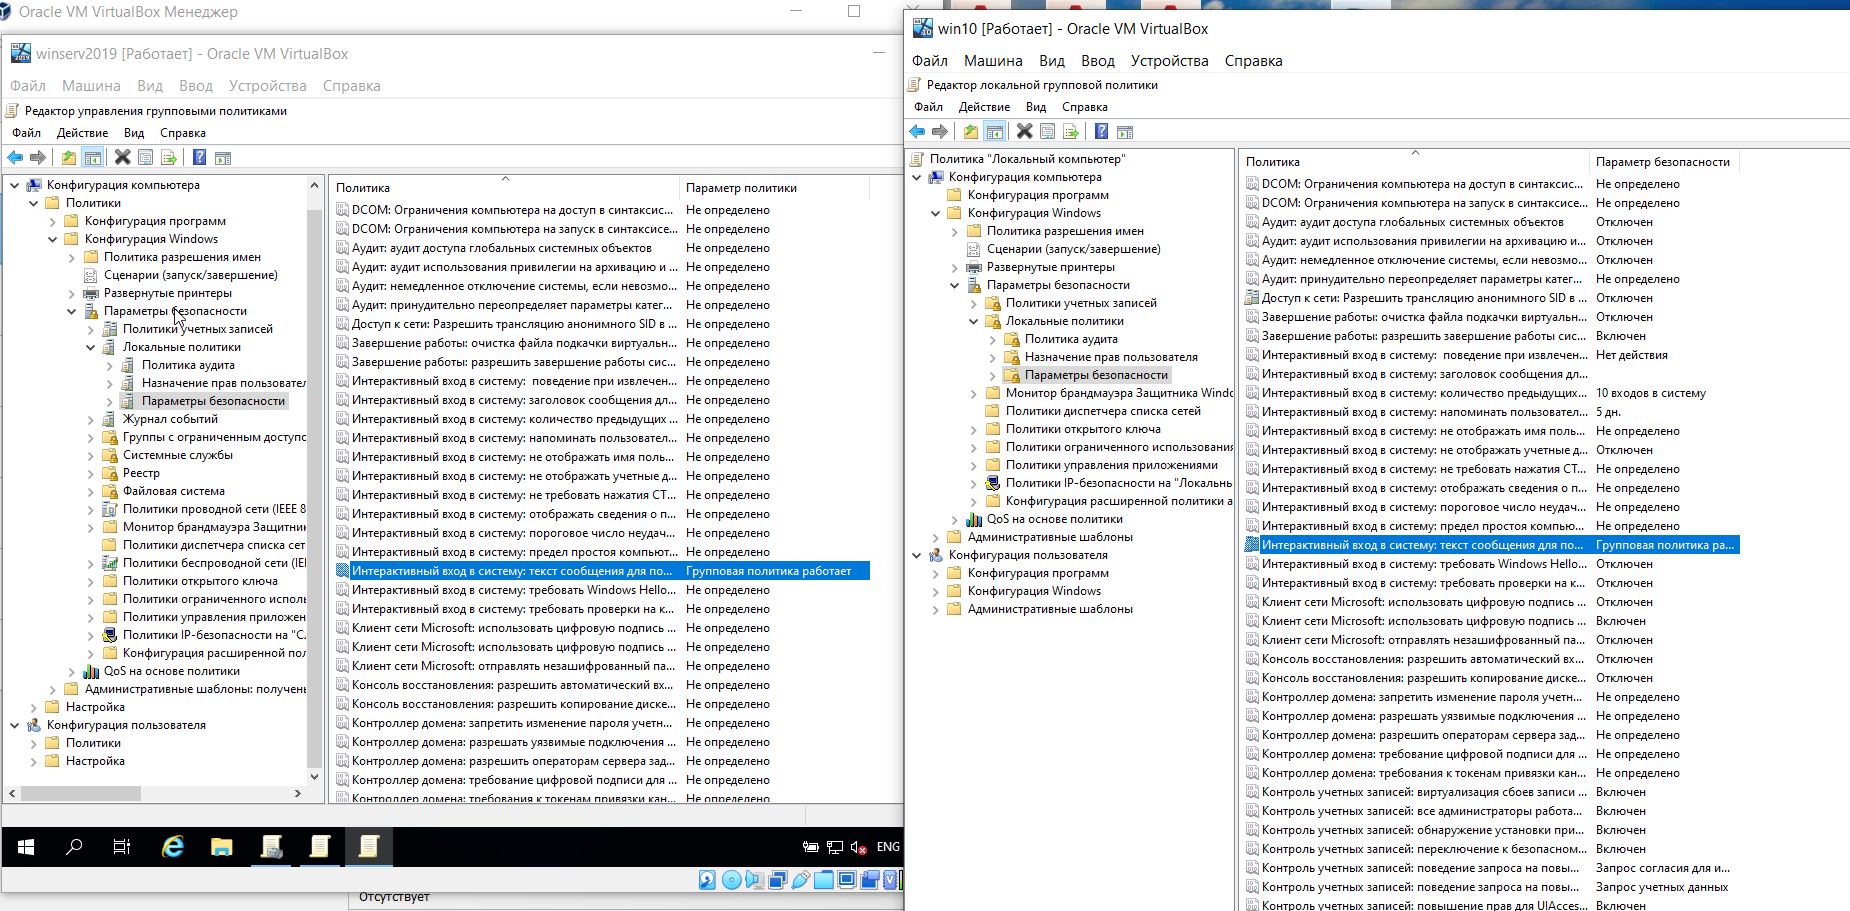 Oracle VM VirtualBox Менеджер
winserv2019 [Работает] - Oracle VM VirtualBox
Файл Машина Вид Ввод Устройства Справка
Редактор управления групповыми политиками
Файл Действие Вид Справка
Конфигурация компьютера
Политики
Конфигурация программ
Конфигурация Windows
Политика разрешения имен
Сценарии (запуск/завершение)
Развернутые принтеры
Параметры безопасности
Политики учетных записей
Локальные политики
Политика аудита
Назначение прав пользовател
Параметры безопасности
Журнал событий
Группы с ограниченным доступс
Системные службы
Реестр
Файловая система
Политики проводной сети (IEEE 8
Монитор брандмауэра Защитник
Политики диспетчера списка сет
Политики беспроводной сети (IEE
Политики открытого ключа
Политики ограниченного исполь
Политики управления приложен
Политики IP-безопасности на "Сл
Конфигурация расширенной пол
QoS на основе политики
Административные шаблоны: получень
Настройка
Конфигурация пользователя
Политики
Настройка
Политика Параметр политики
DCOM: Ограничения компьютера на доступ в синтаксис... Не определено
DCOM: Ограничения компьютера на запуск в синтаксисе... Не определено
Аудит: аудит доступа глобальных системных объектов Не определено
Аудит: аудит использования привилегии на архивацию и ... Не определено
Аудит: немедленное отключение системы, если невозмо... Не определено
Аудит: принудительно переопределяет параметры катег... Не определено
Доступ к сети: Разрешить трансляцию анонимного SID в ... Не определено
Завершение работы: очистка файла подкачки виртуальн... Не определено
Завершение работы: разрешить завершение работы сис... Не определено
Интерактивный вход в систему:  поведение при извлечен... Не определено
Интерактивный вход в систему: заголовок сообщения дл... Не определено
Интерактивный вход в систему: количество предыдущих ... Не определено
Интерактивный вход в систему: напоминать пользовател... Не определено
Интерактивный вход в систему: не отображать имя поль... Не определено
Интерактивный вход в систему: не отображать учетные д... Не определено
Интерактивный вход в систему: не требовать нажатия CT... Не определено
Интерактивный вход в систему: отображать сведения о п... Не определено
Интерактивный вход в систему: пороговое число неудач... Не определено
Интерактивный вход в систему: предел простоя компьют... Не определено
Интерактивный вход в систему: текст сообщения для по... Групповая политика работает
Интерактивный вход в систему: требовать Windows Hello... Не определено
Интерактивный вход в систему: требовать проверки на к... Не определено
Клиент сети Microsoft: использовать цифровую подпись ... Не определено
Клиент сети Microsoft: использовать цифровую подпись ... Не определено
Клиент сети Microsoft: отправлять незашифрованный па... Не определено
Консоль восстановления: разрешить автоматический вх... Не определено
Консоль восстановления: разрешить копирование диске... Не определено
Контроллер домена: запретить изменение пароля учетн... Не определено
Контроллер домена: разрешать уязвимые подключения ... Не определено
Контроллер домена: разрешить операторам сервера зад... Не определено
Контроллер домена: требование цифровой подписи для ... Не определено
Контроллер домена: требования к токенам привязки кан... Не определено
ENG
Отсутствует
win10 [Работает] - Oracle VM VirtualBox
Файл Машина Вид Ввод Устройства Справка
Редактор локальной групповой политики
Файл Действие Вид Справка
Политика "Локальный компьютер"
Конфигурация компьютера
Конфигурация программ
Конфигурация Windows
Политика разрешения имен
Сценарии (запуск/завершение)
Развернутые принтеры
Параметры безопасности
Политики учетных записей
Локальные политики
Политика аудита
Назначение прав пользователя
Параметры безопасности
Монитор брандмауэра Защитника Windo
Политики диспетчера списка сетей
Политики открытого ключа
Политики ограниченного использования
Политики управления приложениями
Политики IP-безопасности на "Локальнь
Конфигурация расширенной политики а
QoS на основе политики
Административные шаблоны
Конфигурация пользователя
Конфигурация программ
Конфигурация Windows
Административные шаблоны
Политика Параметр безопасности
DCOM: Ограничения компьютера на доступ в синтаксис... Не определено
DCOM: Ограничения компьютера на запуск в синтаксисе... Не определено
Аудит: аудит доступа глобальных системных объектов Отключен
Аудит: аудит использования привилегии на архивацию и... Отключен
Аудит: немедленное отключение системы, если невозмо... Отключен
Аудит: принудительно переопределяет параметры катег... Не определено
Доступ к сети: Разрешить трансляцию анонимного SID в ... Отключен
Завершение работы: очистка файла подкачки виртуальн... Отключен
Завершение работы: разрешить завершение работы сис... Включен
Интерактивный вход в систему:  поведение при извлечен... Нет действия
Интерактивный вход в систему: заголовок сообщения дл...
Интерактивный вход в систему: количество предыдущих... 10 входов в систему
Интерактивный вход в систему: напоминать пользовател... 5 дн.
Интерактивный вход в систему: не отображать имя поль... Не определено
Интерактивный вход в систему: не отображать учетные д... Отключен
Интерактивный вход в систему: не требовать нажатия CT... Не определено
Интерактивный вход в систему: отображать сведения о п... Не определено
Интерактивный вход в систему: пороговое число неудач... Не определено
Интерактивный вход в систему: предел простоя компью... Не определено
Интерактивный вход в систему: текст сообщения для по... Групповая политика ра...
Интерактивный вход в систему: требовать Windows Hello... Отключен
Интерактивный вход в систему: требовать проверки на к... Отключен
Клиент сети Microsoft: использовать цифровую подпись ... Отключен
Клиент сети Microsoft: использовать цифровую подпись ... Включен
Клиент сети Microsoft: отправлять незашифрованный па... Отключен
Консоль восстановления: разрешить автоматический вх... Отключен
Консоль восстановления: разрешить копирование диске... Отключен
Контроллер домена: запретить изменение пароля учетн... Не определено
Контроллер домена: разрешать уязвимые подключения ... Не определено
Контроллер домена: разрешить операторам сервера зад... Не определено
Контроллер домена: требование цифровой подписи для ... Не определено
Контроллер домена: требования к токенам привязки кан... Не определено
Контроль учетных записей: виртуализация сбоев записи ... Включен
Контроль учетных записей: все администраторы работа... Включен
Контроль учетных записей: обнаружение установки при... Включен
Контроль учетных записей: переключение к безопасном... Включен
Контроль учетных записей: поведение запроса на повы... Запрос согласия для и...
Контроль учетных записей: поведение запроса на повы... Запрос учетных данных
Контроль учетных записей: повышение прав для UIAcces... Включен